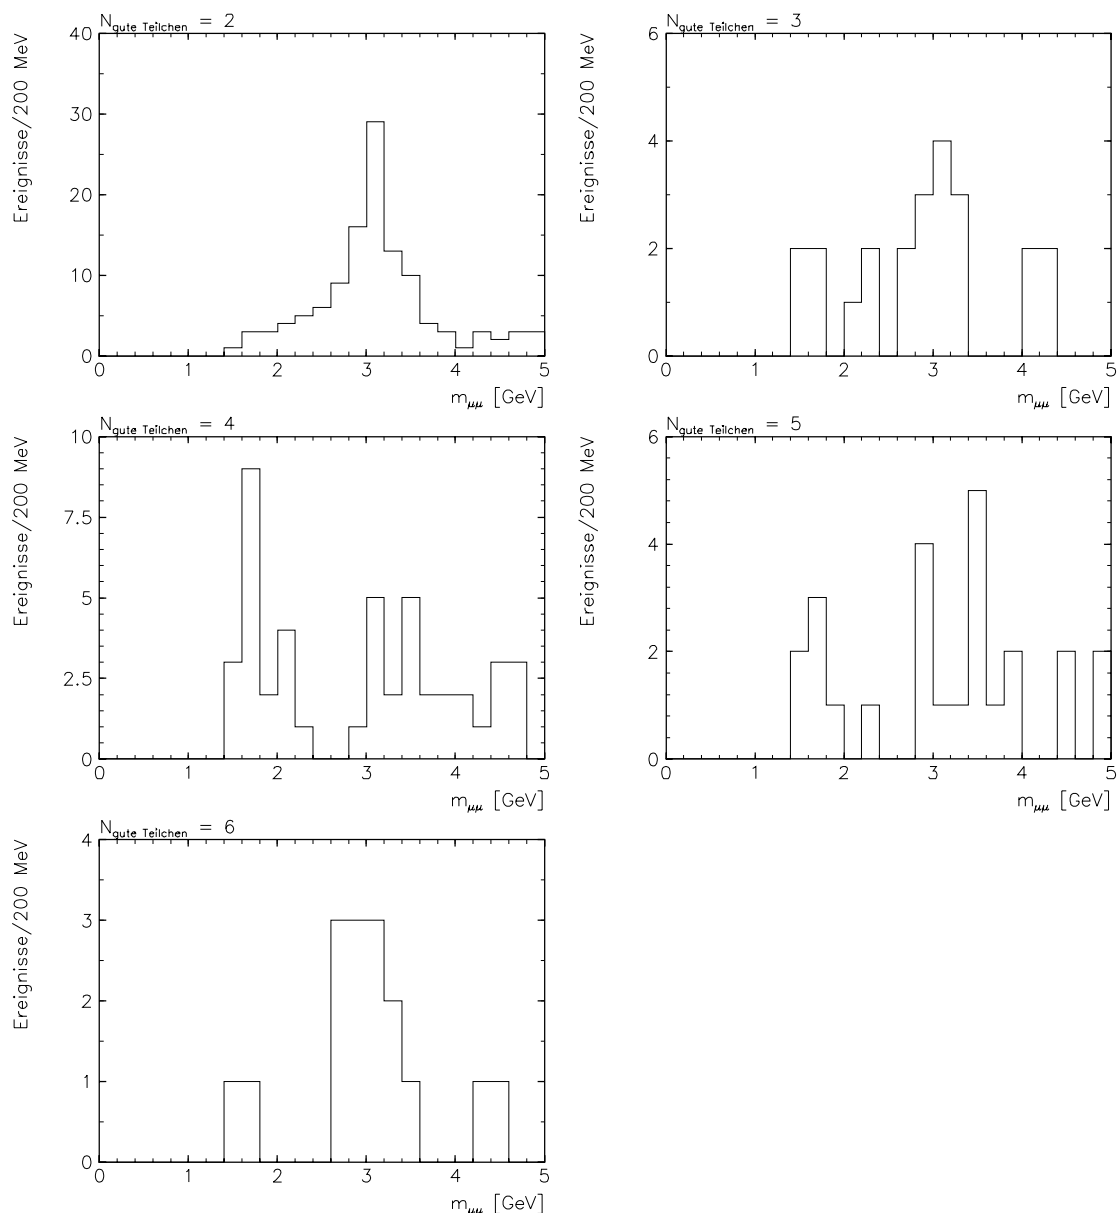 N_gute Teilchen = 2
Ereignisse/200 MeV
40
30
20
10
0
0 1 2 3 4 5
m_μμ [GeV]
N_gute Teilchen = 3
Ereignisse/200 MeV
6
4
2
0
0 1 2 3 4 5
m_μμ [GeV]
N_gute Teilchen = 4
Ereignisse/200 MeV
10
7.5
5
2.5
0
0 1 2 3 4 5
m_μμ [GeV]
N_gute Teilchen = 5
Ereignisse/200 MeV
6
4
2
0
0 1 2 3 4 5
m_μμ [GeV]
N_gute Teilchen = 6
Ereignisse/200 MeV
4
3
2
1
0
0 1 2 3 4 5
m_μμ [GeV]